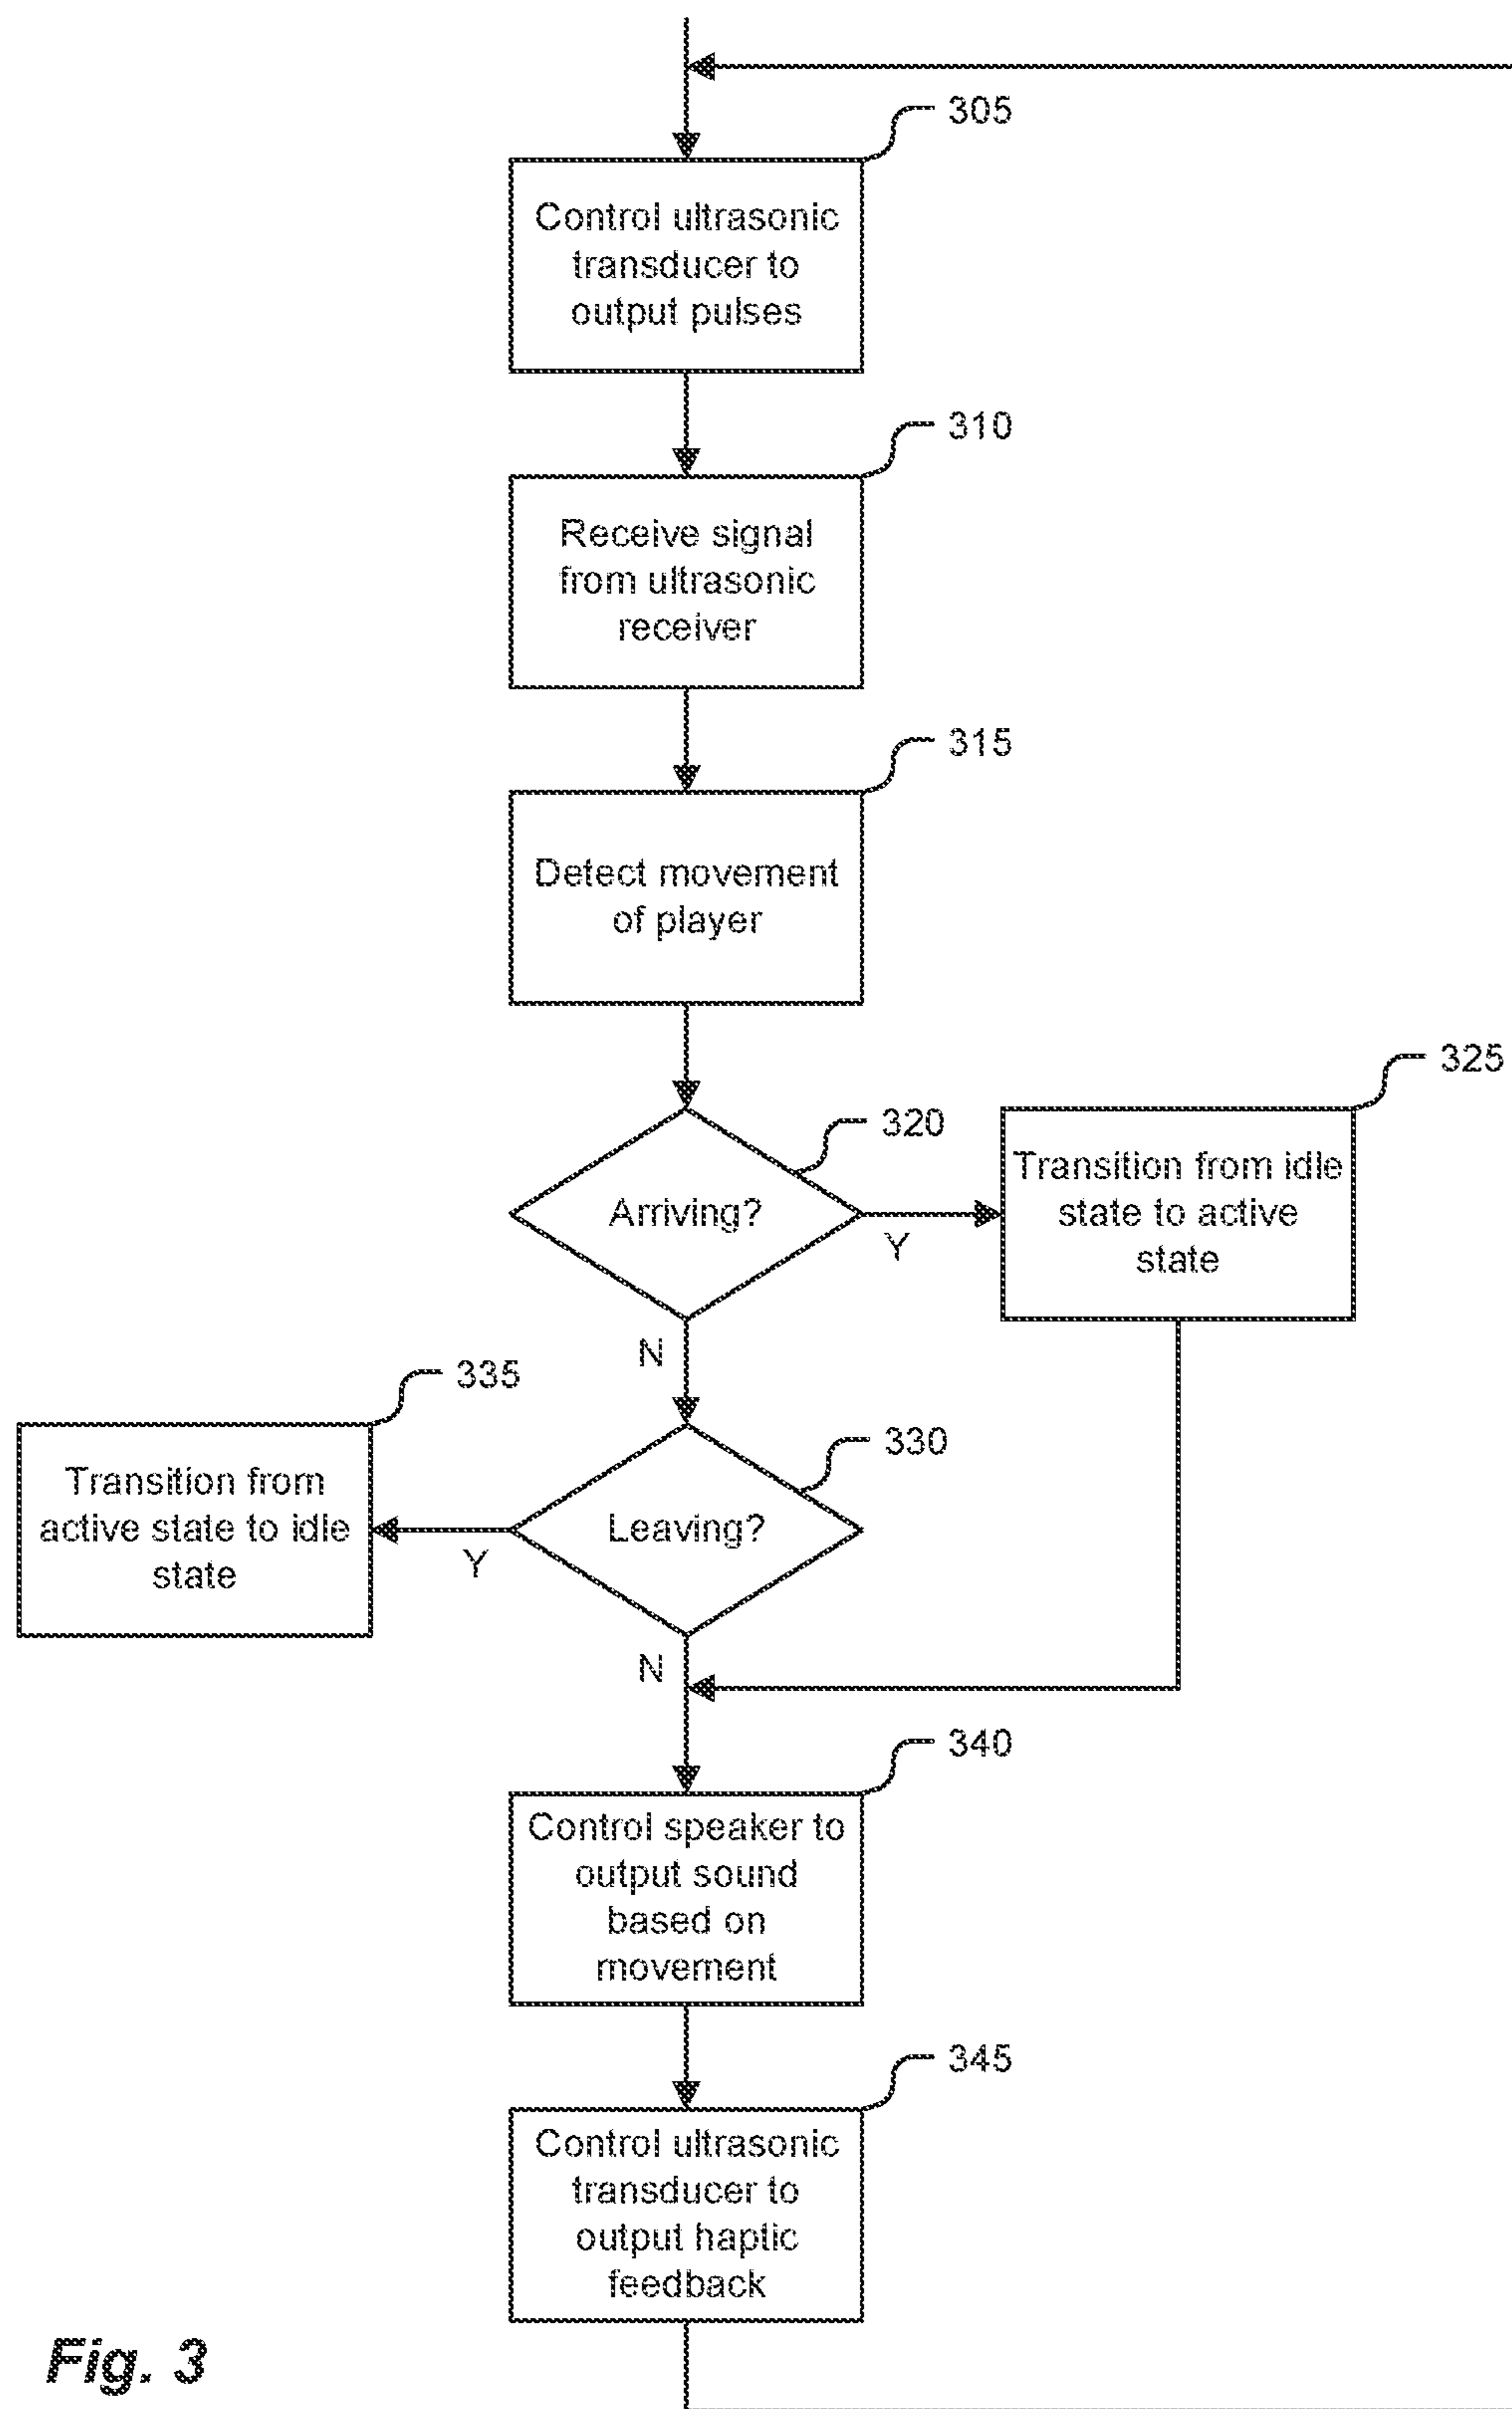 305
Control ultrasonic
transducer to
output pulses
310
Receive signal
from ultrasonic
receiver
315
Detect movement
of player
320
Arriving?
Y
325
Transition from idle
state to active
state
N
335
Transition from
active state to idle
state
330
Leaving?
Y
N
340
Control speaker to
output sound
based on
movement
345
Control ultrasonic
transducer to
output haptic
feedback
Fig. 3